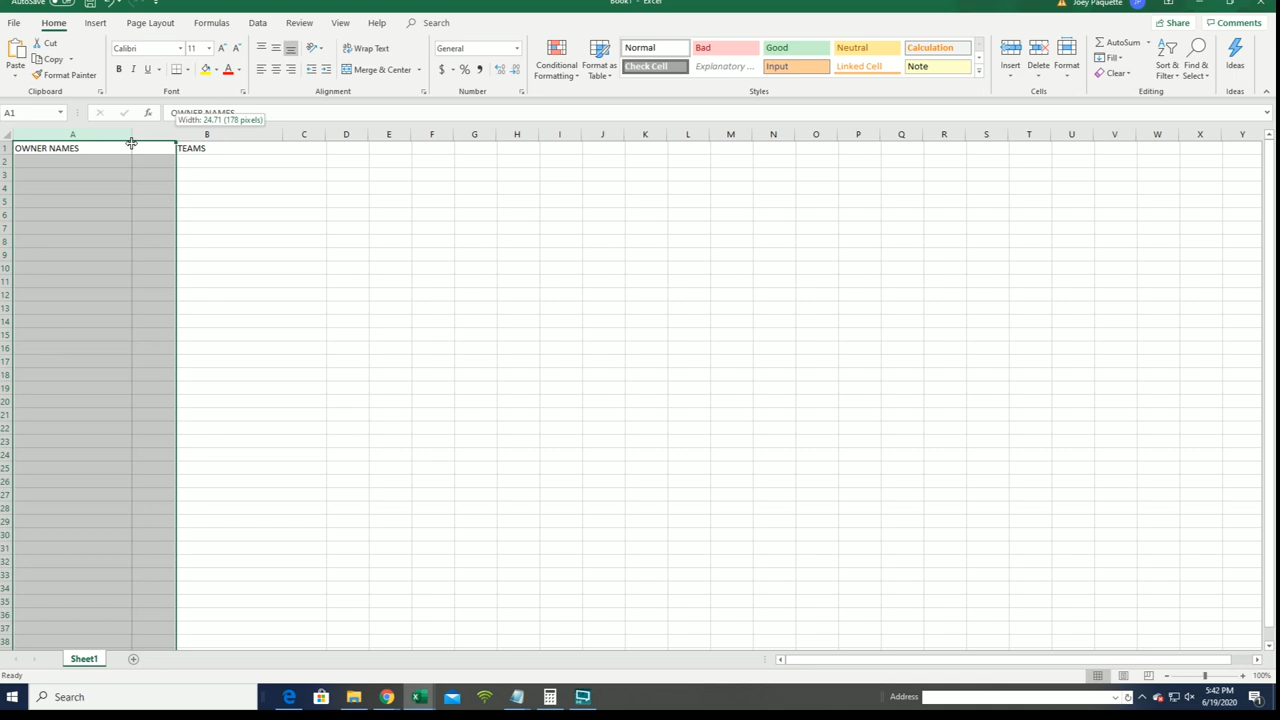 AutoSave Off Book1 - Excel Joey Paquette JP
File Home Insert Page Layout Formulas Data Review View Help Search Share Comments
Paste Cut Copy Format Painter
Clipboard
Calibri 11 B I U
Font
Wrap Text
Merge & Center
Alignment
General
$ % ,
Number
Conditional Formatting Format as Table
Normal Bad Good Neutral Calculation
Check Cell Explanatory ... Input Linked Cell Note
Styles
Insert Delete Format
Cells
AutoSum Fill Clear Sort & Filter Find & Select
Editing
Ideas
Ideas
A1 fx OWNER NAMES
Width: 24.71 (178 pixels)
A B C D E F G H I J K L M N O P Q R S T U V W X Y
1 OWNER NAMES TEAMS
2
3
4
5
6
7
8
9
10
11
12
13
14
15
16
17
18
19
20
21
22
23
24
25
26
27
28
29
30
31
32
33
34
35
36
37
38
Sheet1
Ready 100%
Search Address 5:42 PM
6/19/2020